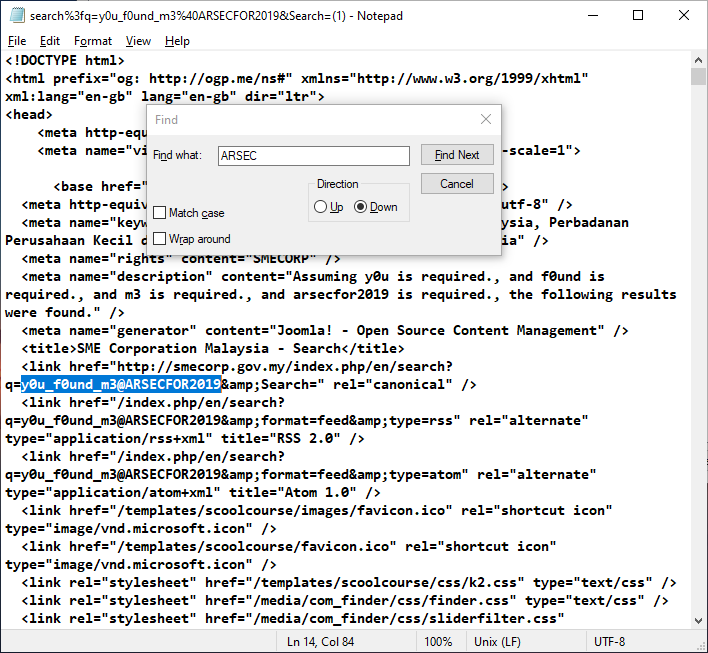 search%3fq=y0u_f0und_m3%40ARSECFOR2019&Search=(1) - Notepad
File Edit Format View Help
<!DOCTYPE html>
<html prefix="og: http://ogp.me/ns#" xmlns="http://www.w3.org/1999/xhtml"
xml:lang="en-gb" lang="en-gb" dir="ltr">
<head>
<meta http-equ
<meta name="vi -scale=1">
<base href=" >
<meta http-equiv utf-8" />
<meta name="keyw ysia, Perbadanan
Perusahaan Kecil d ia" />
<meta name="rights" content="SMECORP" />
<meta name="description" content="Assuming y0u is required., and f0und is
required., and m3 is required., and arsecfor2019 is required., the following results
were found." />
<meta name="generator" content="Joomla! - Open Source Content Management" />
<title>SME Corporation Malaysia - Search</title>
<link href="http://smecorp.gov.my/index.php/en/search?
q=y0u_f0und_m3@ARSECFOR2019&amp;Search=" rel="canonical" />
<link href="/index.php/en/search?
q=y0u_f0und_m3@ARSECFOR2019&amp;format=feed&amp;type=rss" rel="alternate"
type="application/rss+xml" title="RSS 2.0" />
<link href="/index.php/en/search?
q=y0u_f0und_m3@ARSECFOR2019&amp;format=feed&amp;type=atom" rel="alternate"
type="application/atom+xml" title="Atom 1.0" />
<link href="/templates/scoolcourse/images/favicon.ico" rel="shortcut icon"
type="image/vnd.microsoft.icon" />
<link href="/templates/scoolcourse/favicon.ico" rel="shortcut icon"
type="image/vnd.microsoft.icon" />
<link rel="stylesheet" href="/templates/scoolcourse/css/k2.css" type="text/css" />
<link rel="stylesheet" href="/media/com_finder/css/finder.css" type="text/css" />
<link rel="stylesheet" href="/media/com_finder/css/sliderfilter.css"
Find
Find what: ARSEC Find Next
Direction Cancel
Up Down
Match case
Wrap around
Ln 14, Col 84 100% Unix (LF) UTF-8